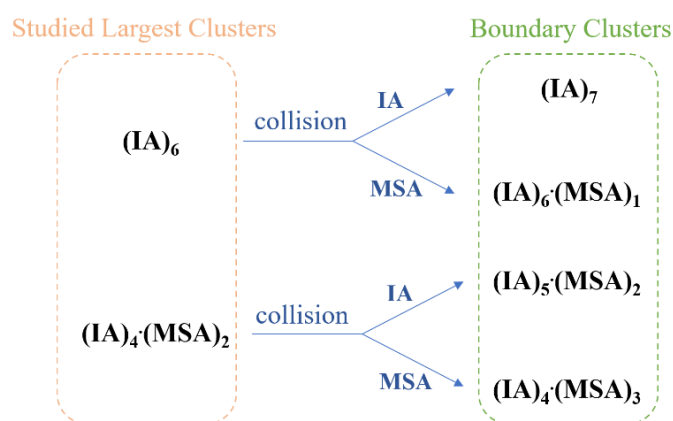 Studied Largest Clusters
Boundary Clusters
(IA)₆
collision
IA
MSA
(IA)₇
(IA)₆·(MSA)₁
(IA)₄·(MSA)₂
collision
IA
MSA
(IA)₅·(MSA)₂
(IA)₄·(MSA)₃